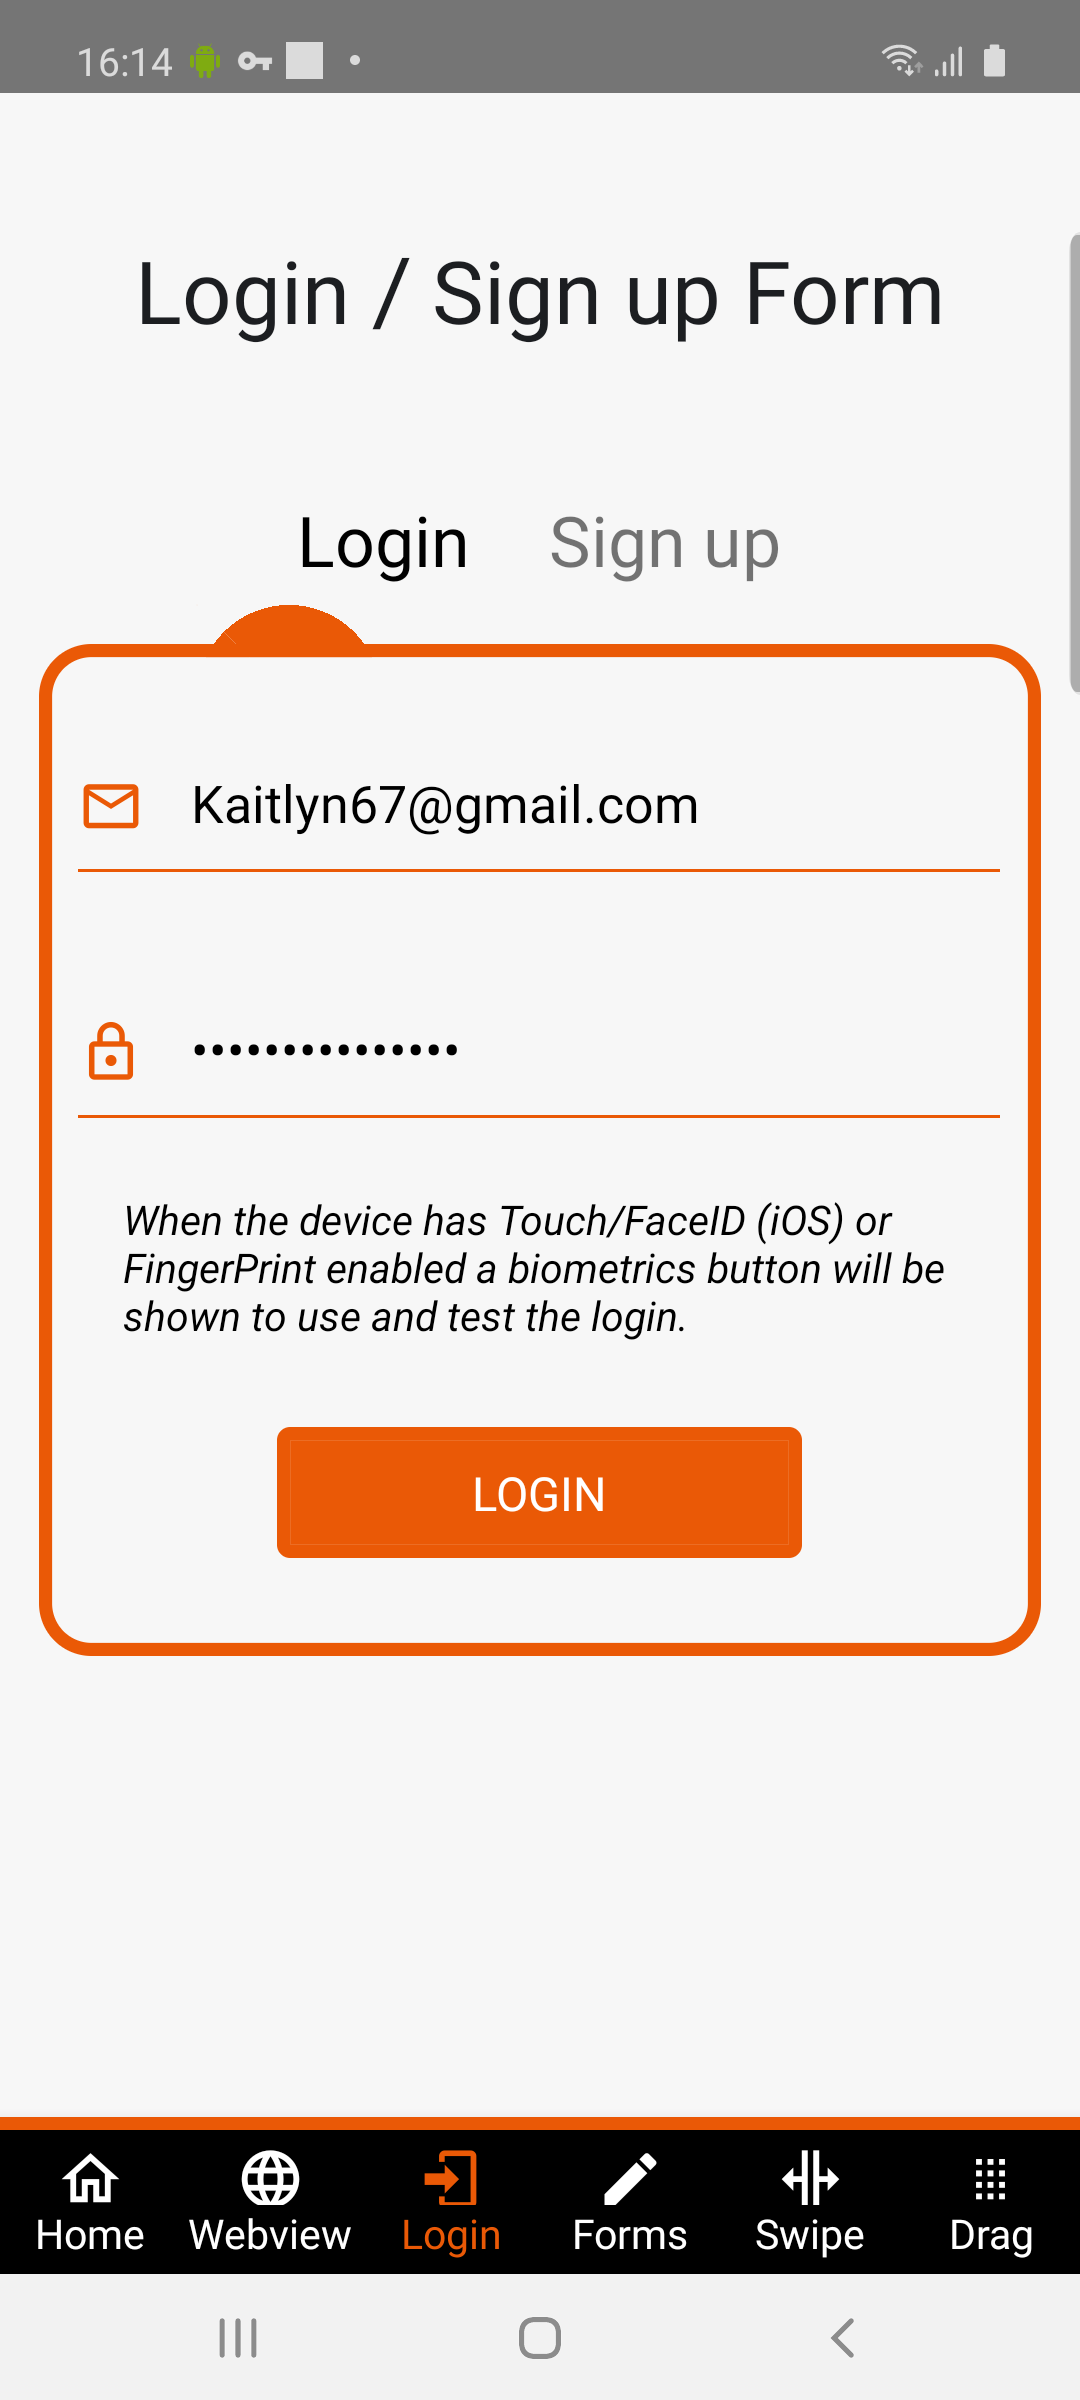 16:14
Login / Sign up Form
Login Sign up
Kaitlyn67@gmail.com
•••••••••••••••
When the device has Touch/FaceID (iOS) or
FingerPrint enabled a biometrics button will be
shown to use and test the login.
LOGIN
Home Webview Login Forms Swipe Drag